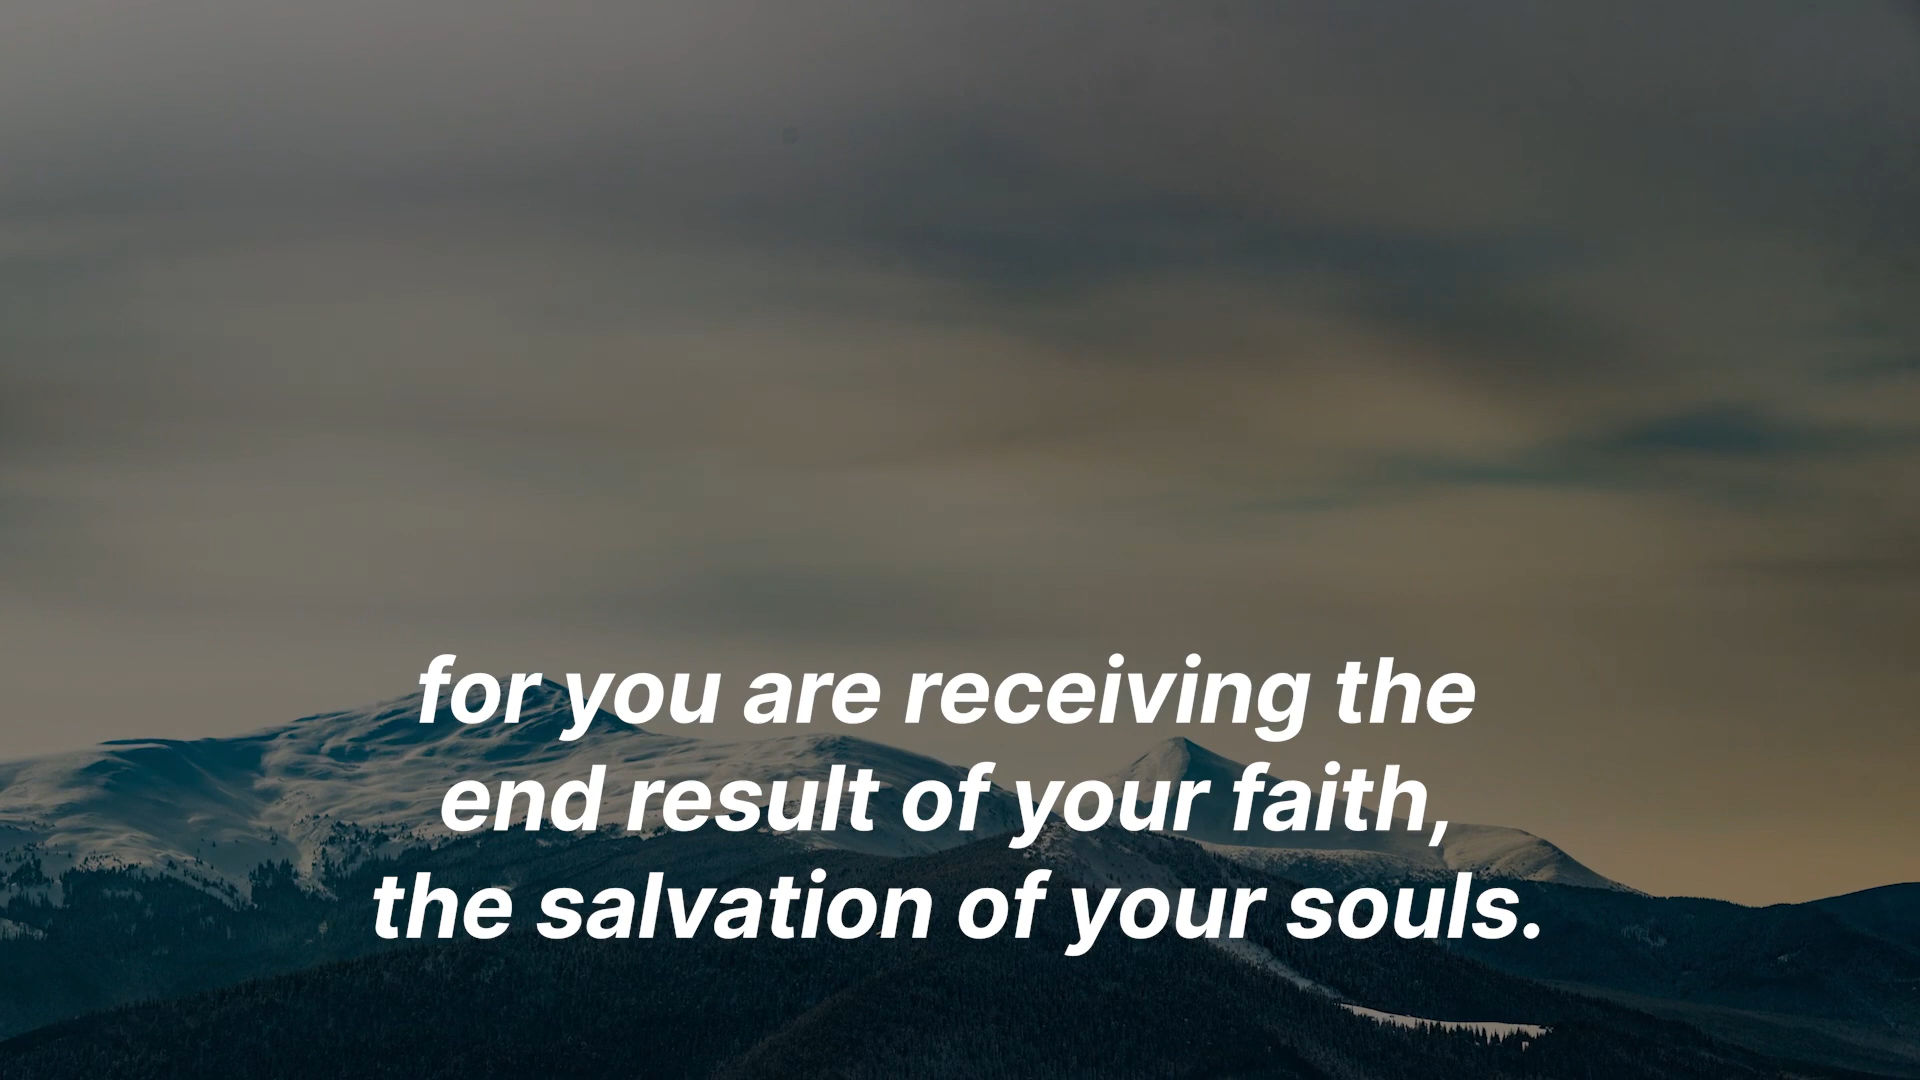 for you are receiving the
end result of your faith,
the salvation of your souls.